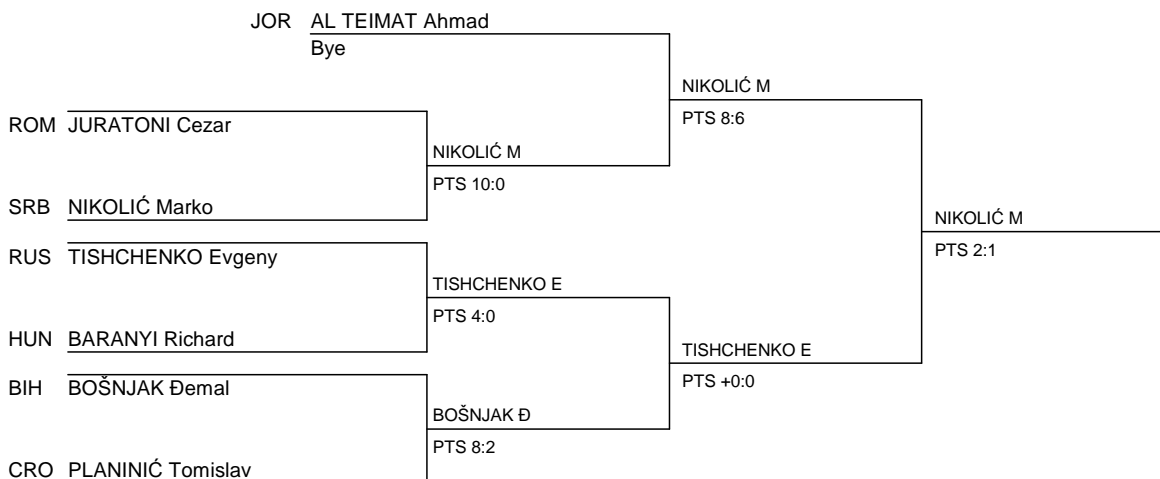 JOR AL TEIMAT Ahmad
Bye
NIKOLIĆ M
PTS 8:6
ROM JURATONI Cezar
NIKOLIĆ M
PTS 10:0
SRB NIKOLIĆ Marko
NIKOLIĆ M
PTS 2:1
RUS TISHCHENKO Evgeny
TISHCHENKO E
PTS 4:0
HUN BARANYI Richard
TISHCHENKO E
PTS +0:0
BIH BOŠNJAK Đemal
BOŠNJAK Đ
PTS 8:2
CRO PLANINIĆ Tomislav